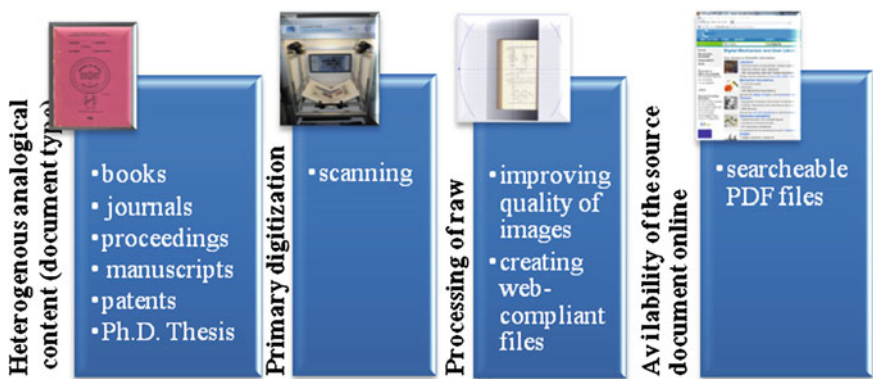 Heterogenous analogical
content (document type)
• books
• journals
• proceedings
• manuscripts
• patents
• Ph.D. Thesis
Primary digitization
• scanning
Processing of raw
• improving
quality of
images
• creating
web-
compliant
files
Avilability of the source
document online
• searcheable
PDF files